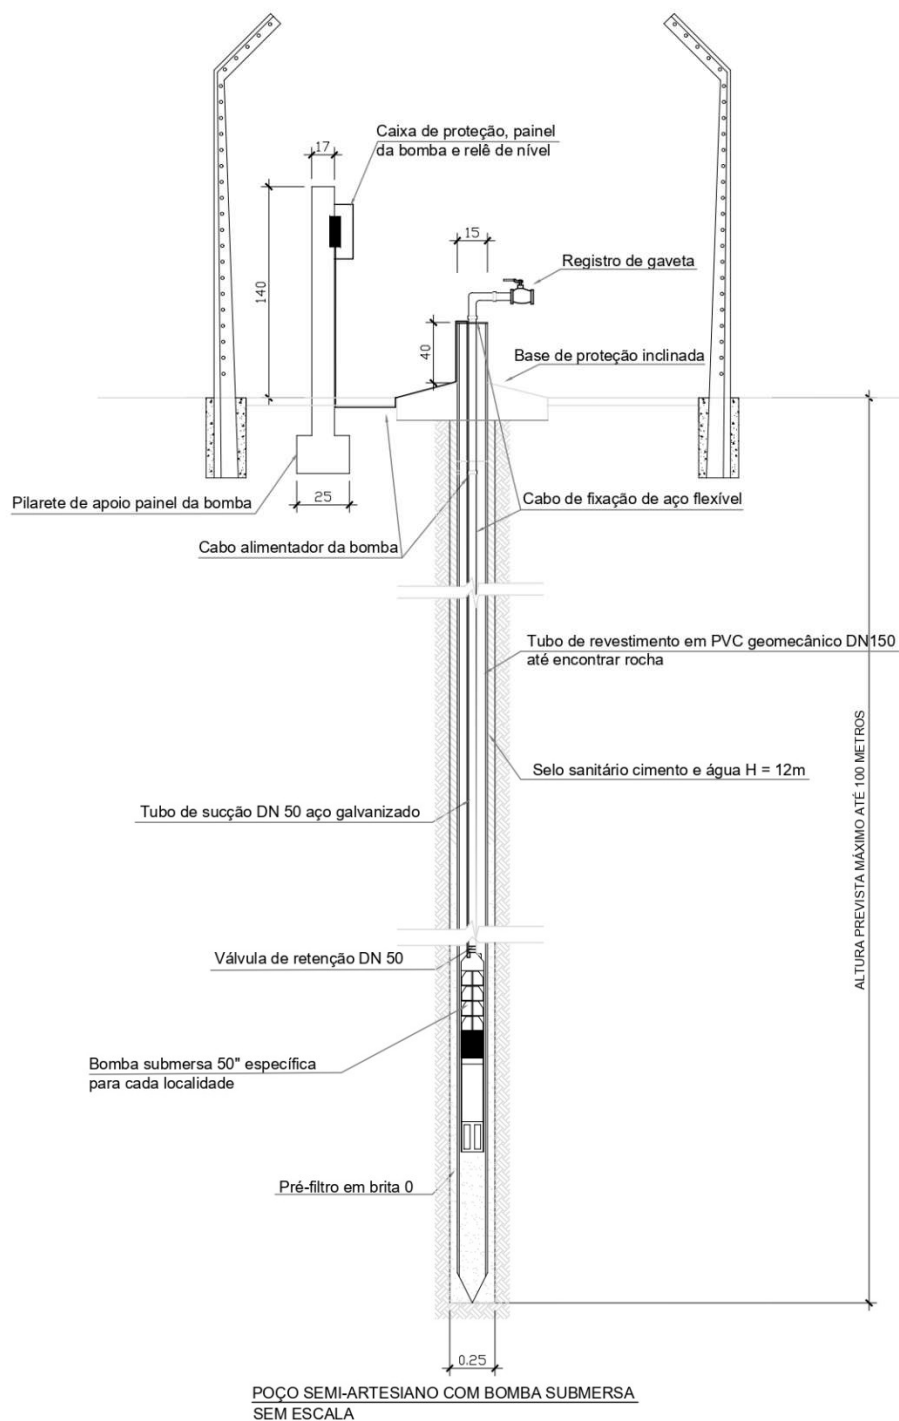 Caixa de proteção, painel
da bomba e relê de nível
17
15
Registro de gaveta
140
40
Base de proteção inclinada
Pilarete de apoio painel da bomba
25
Cabo de fixação de aço flexível
Cabo alimentador da bomba
Tubo de revestimento em PVC geomecânico DN150
até encontrar rocha
Selo sanitário cimento e água H = 12m
Tubo de sucção DN 50 aço galvanizado
ALTURA PREVISTA MÁXIMO ATÉ 100 METROS
Válvula de retenção DN 50
Bomba submersa 50" específica
para cada localidade
Pré-filtro em brita 0
0.25
POÇO SEMI-ARTESIANO COM BOMBA SUBMERSA
SEM ESCALA